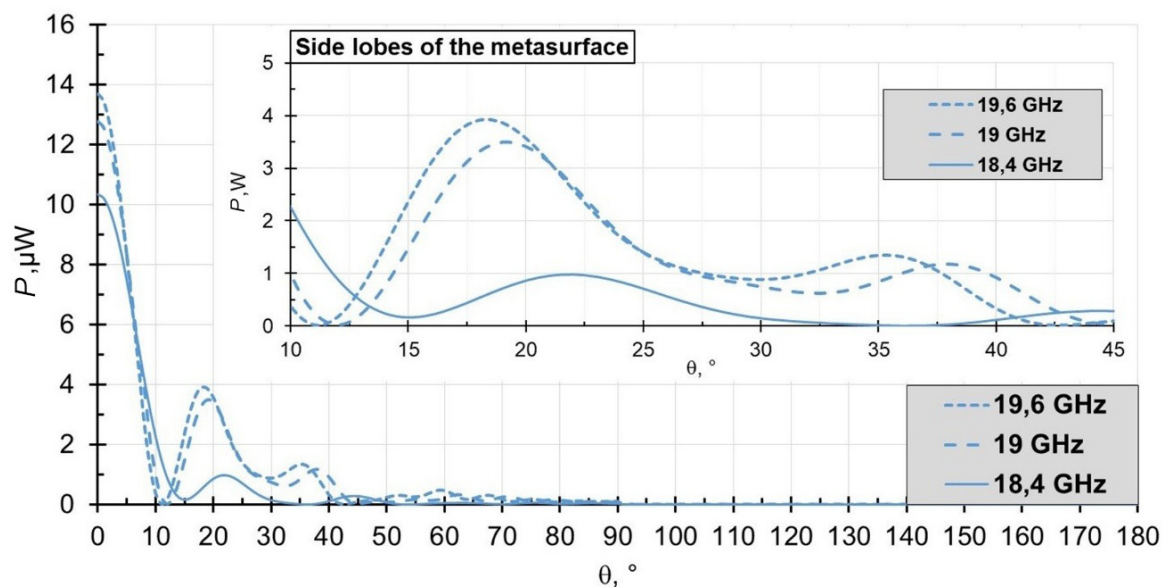 16
14
12
10
8
6
4
2
0
P,µW
0 10 20 30 40 50 60 70 80 90 100 110 120 130 140 150 160 170 180
θ, °
Side lobes of the metasurface
5
4
3
2
1
0
P,W
10 15 20 25 30 35 40 45
θ, °
19,6 GHz
19 GHz
18,4 GHz
19,6 GHz
19 GHz
18,4 GHz